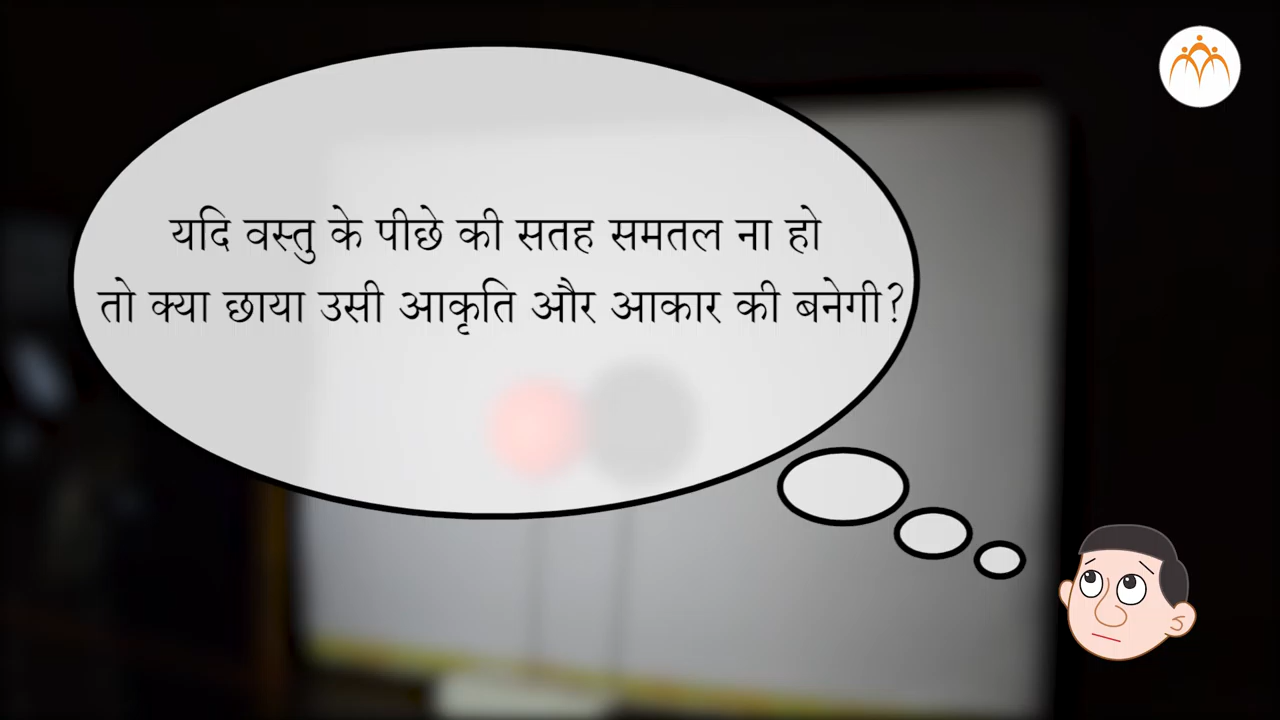 यदि वस्तु के पीछे की सतह समतल ना हो
तो क्या छाया उसी आकृति और आकार की बनेगी?